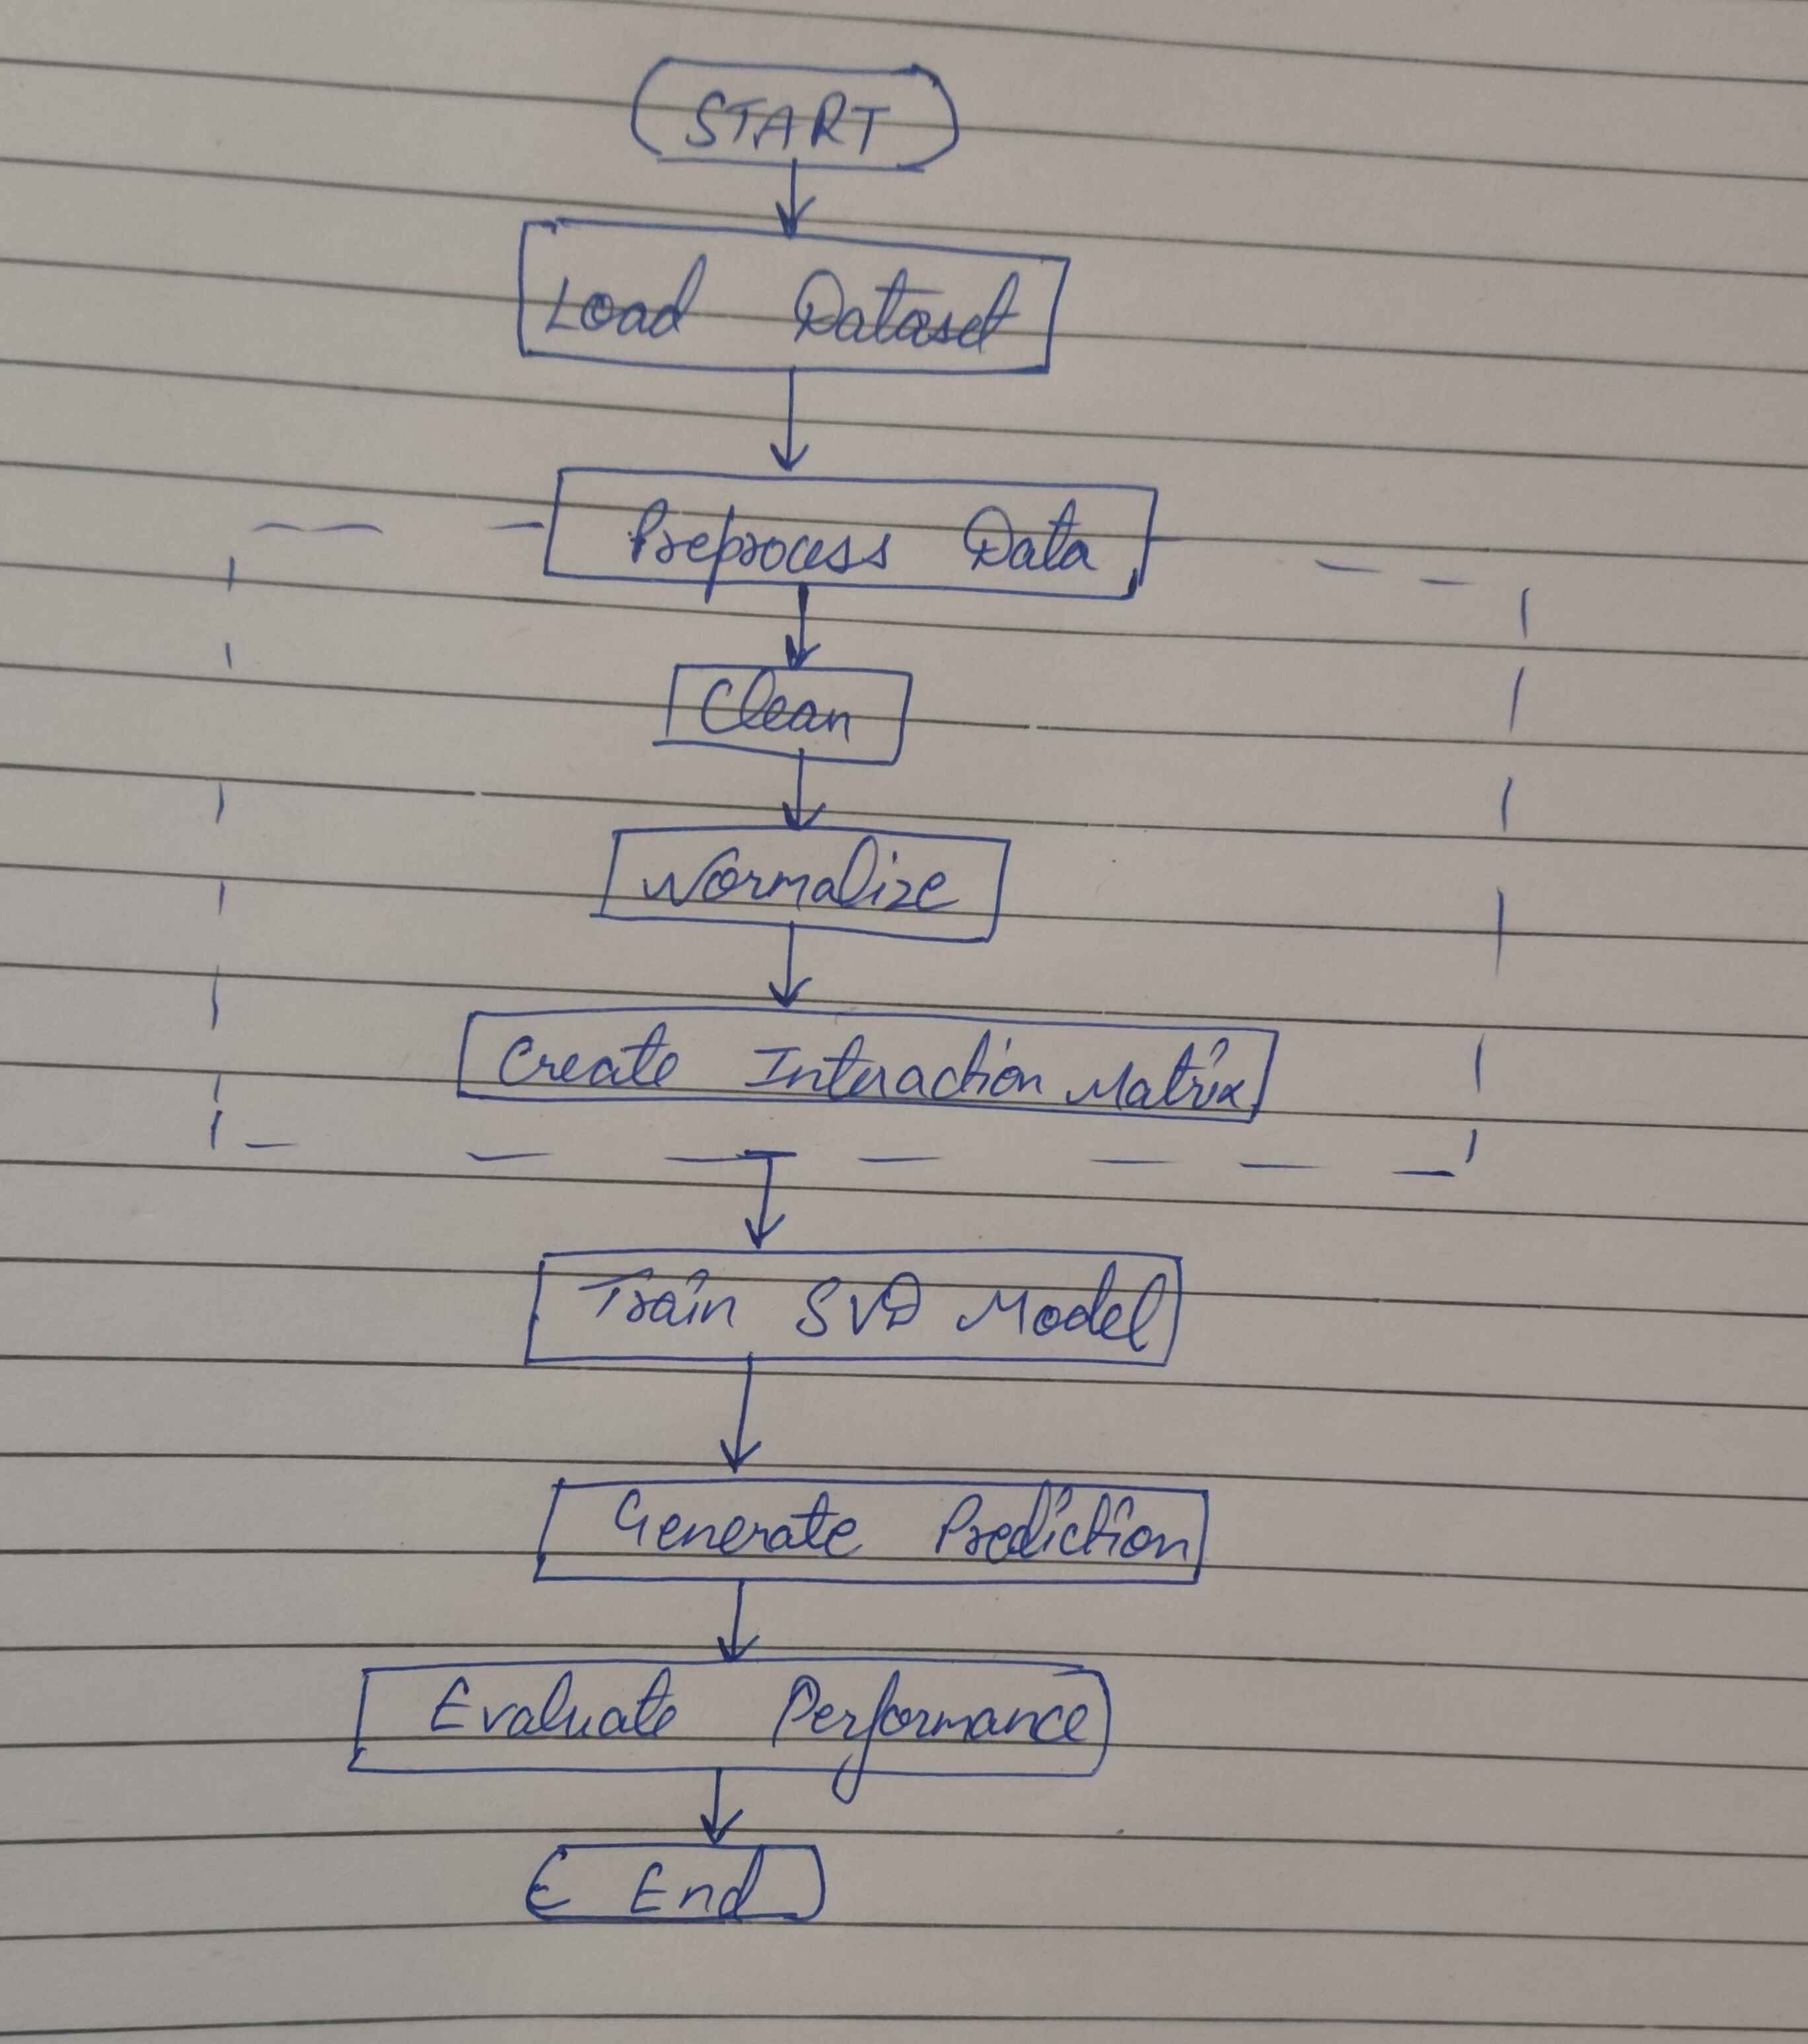 START
Load Dataset
Preprocess Data
Clean
Normalize
Create Interaction Matrix
Train SVD Model
Generate Prediction
Evaluate Performance
End